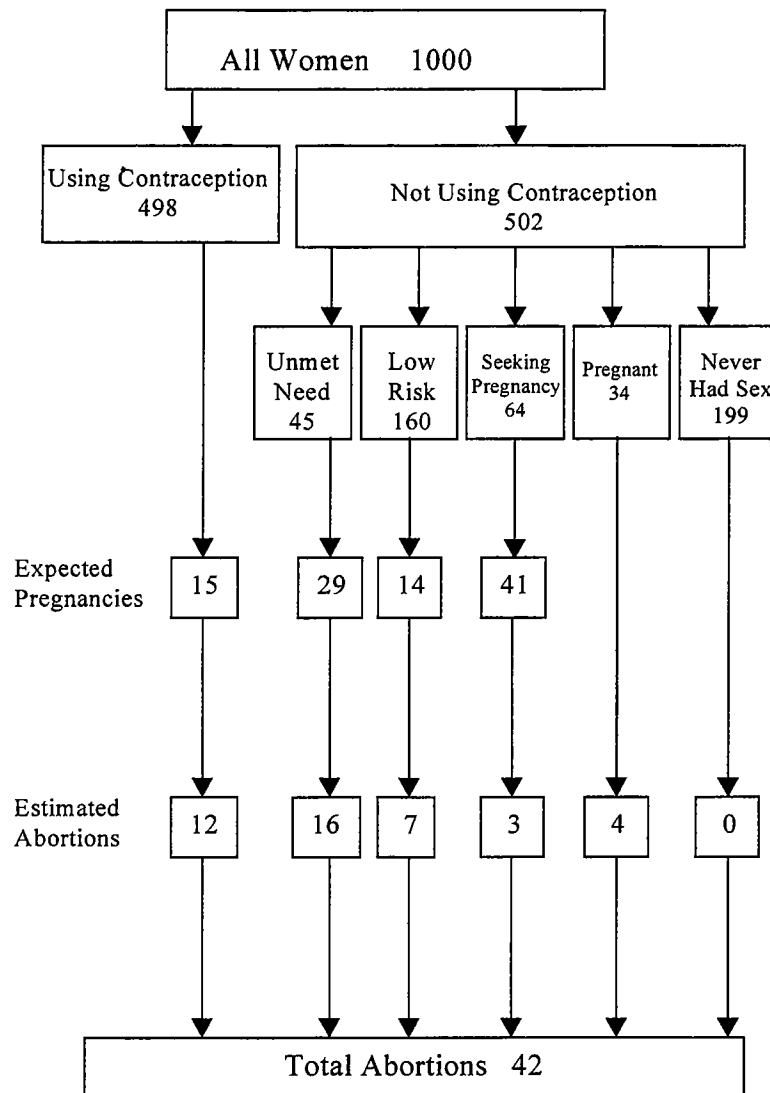 All Women 1000
Using Contraception
498
Not Using Contraception
502
Unmet
Need
45
Low
Risk
160
Seeking
Pregnancy
64
Pregnant
34
Never
Had Sex
199
Expected
Pregnancies
15
29
14
41
Estimated
Abortions
12
16
7
3
4
0
Total Abortions 42